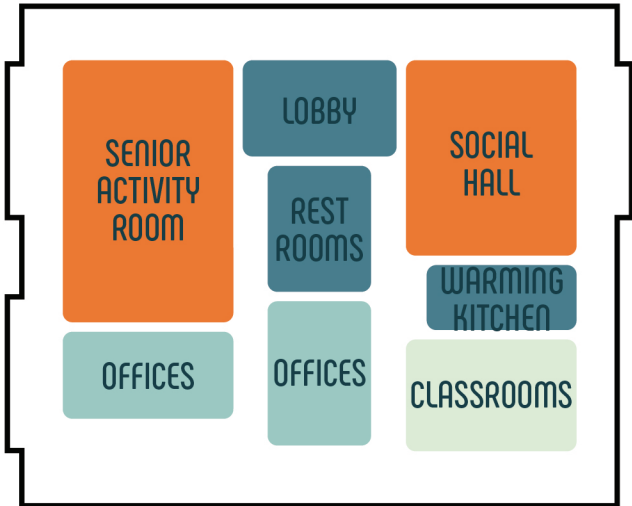 SENIOR
ACTIVITY
ROOM
LOBBY
SOCIAL
HALL
REST
ROOMS
WARMING
KITCHEN
OFFICES
OFFICES
CLASSROOMS